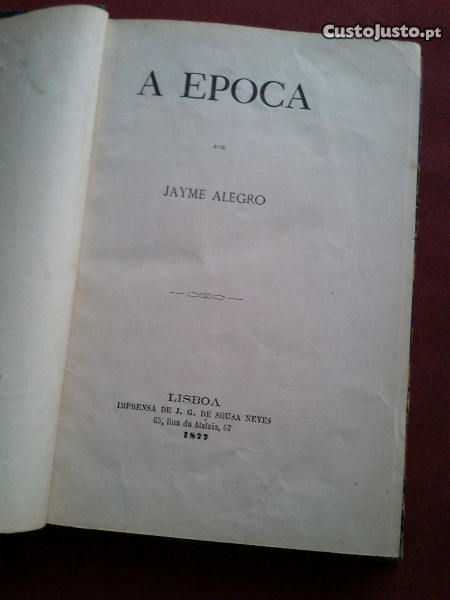 CustoJusto.pt
A EPOCA
POR
JAYME ALEGRO
LISBOA
IMPRENSA DE J. G. DE SOUSA NEVES
65, Rua da Atalaia, 67
1877